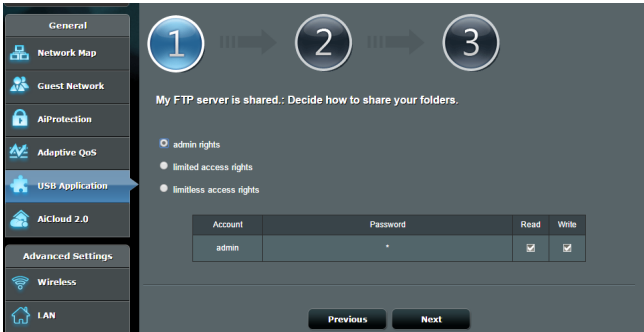 General
Network Map
Guest Network
AiProtection
Adaptive QoS
USB Application
AiCloud 2.0
Advanced Settings
Wireless
LAN
1 2 3
My FTP server is shared.: Decide how to share your folders.
admin rights
limited access rights
limitless access rights
Account Password Read Write
admin *
Previous Next